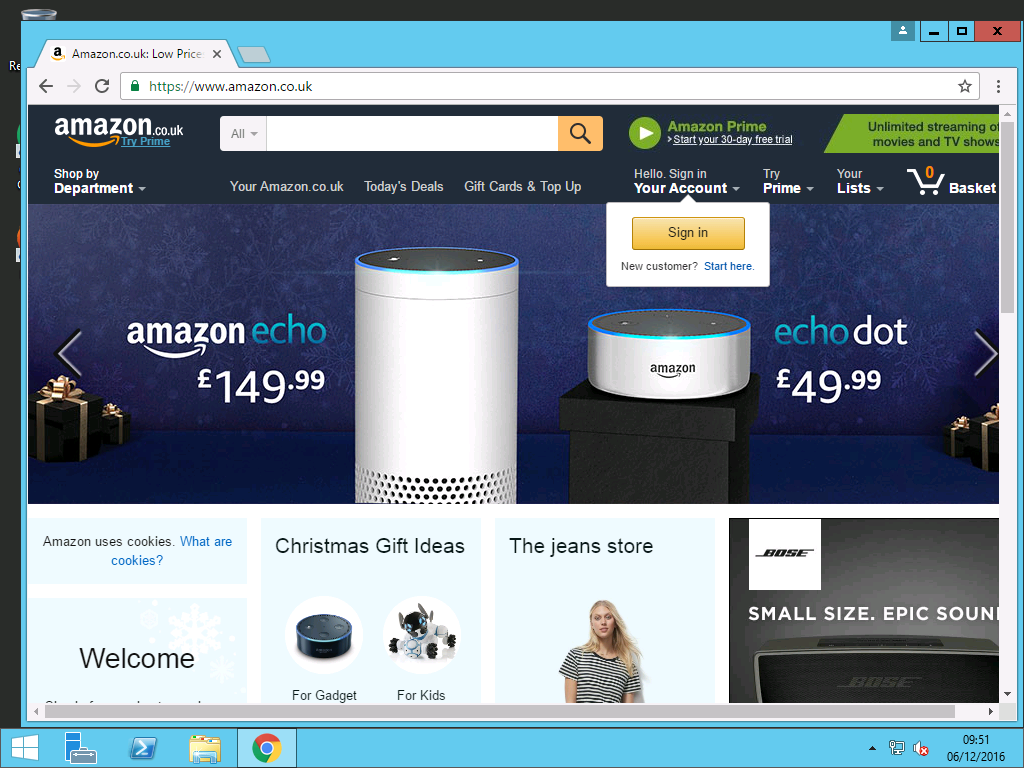 Re
Amazon.co.uk: Low Price
https://www.amazon.co.uk
amazon.co.uk
Try Prime
All
Amazon Prime
Start your 30-day free trial
Unlimited streaming of
movies and TV shows
Shop by
Department
Your Amazon.co.uk
Today's Deals
Gift Cards & Top Up
Hello. Sign in
Your Account
Try
Prime
Your
Lists
0
Basket
Sign in
New customer? Start here.
amazon echo
£149.99
amazon
echo dot
£49.99
Amazon uses cookies. What are
cookies?
Christmas Gift Ideas
The jeans store
BOSE
SMALL SIZE. EPIC SOUN
Welcome
For Gadget
For Kids
BOSE
09:51
06/12/2016